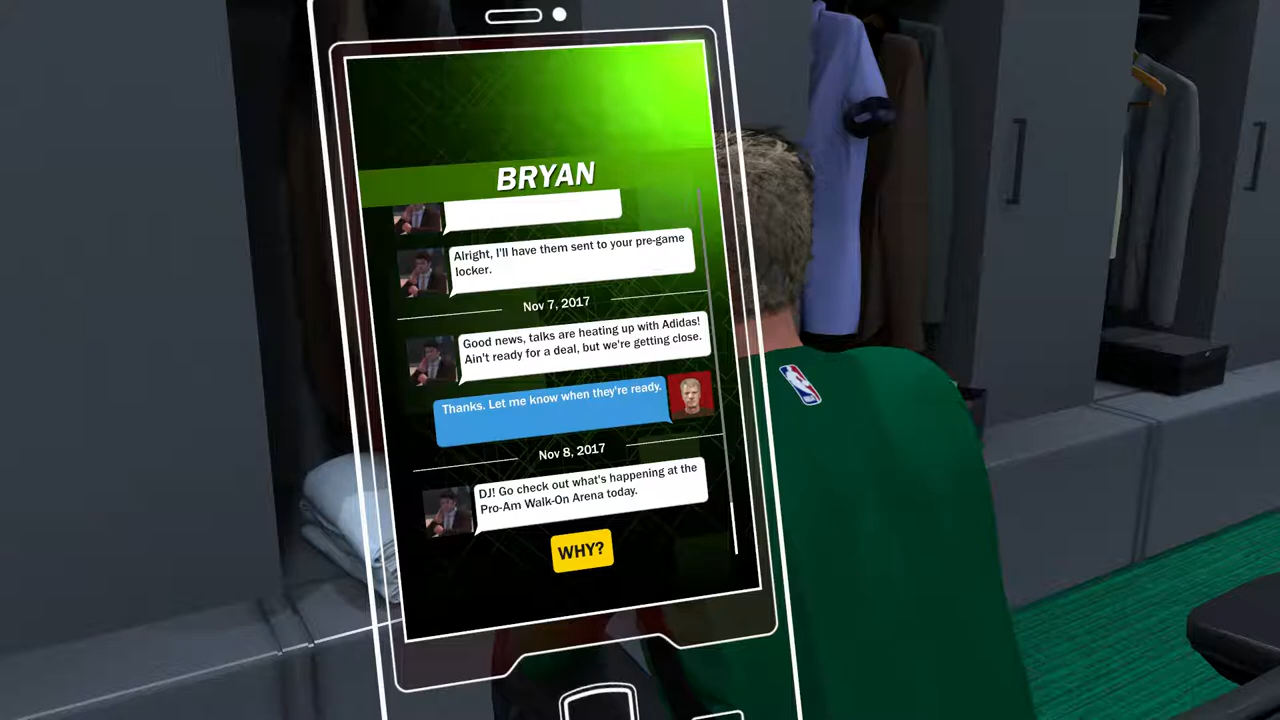 BRYAN
Alright, I'll have them sent to your pre-game
locker.
Nov 7, 2017
Good news, talks are heating up with Adidas!
Ain't ready for a deal, but we're getting close.
Thanks. Let me know when they're ready.
Nov 8, 2017
DJ! Go check out what's happening at the
Pro-Am Walk-On Arena today.
WHY?